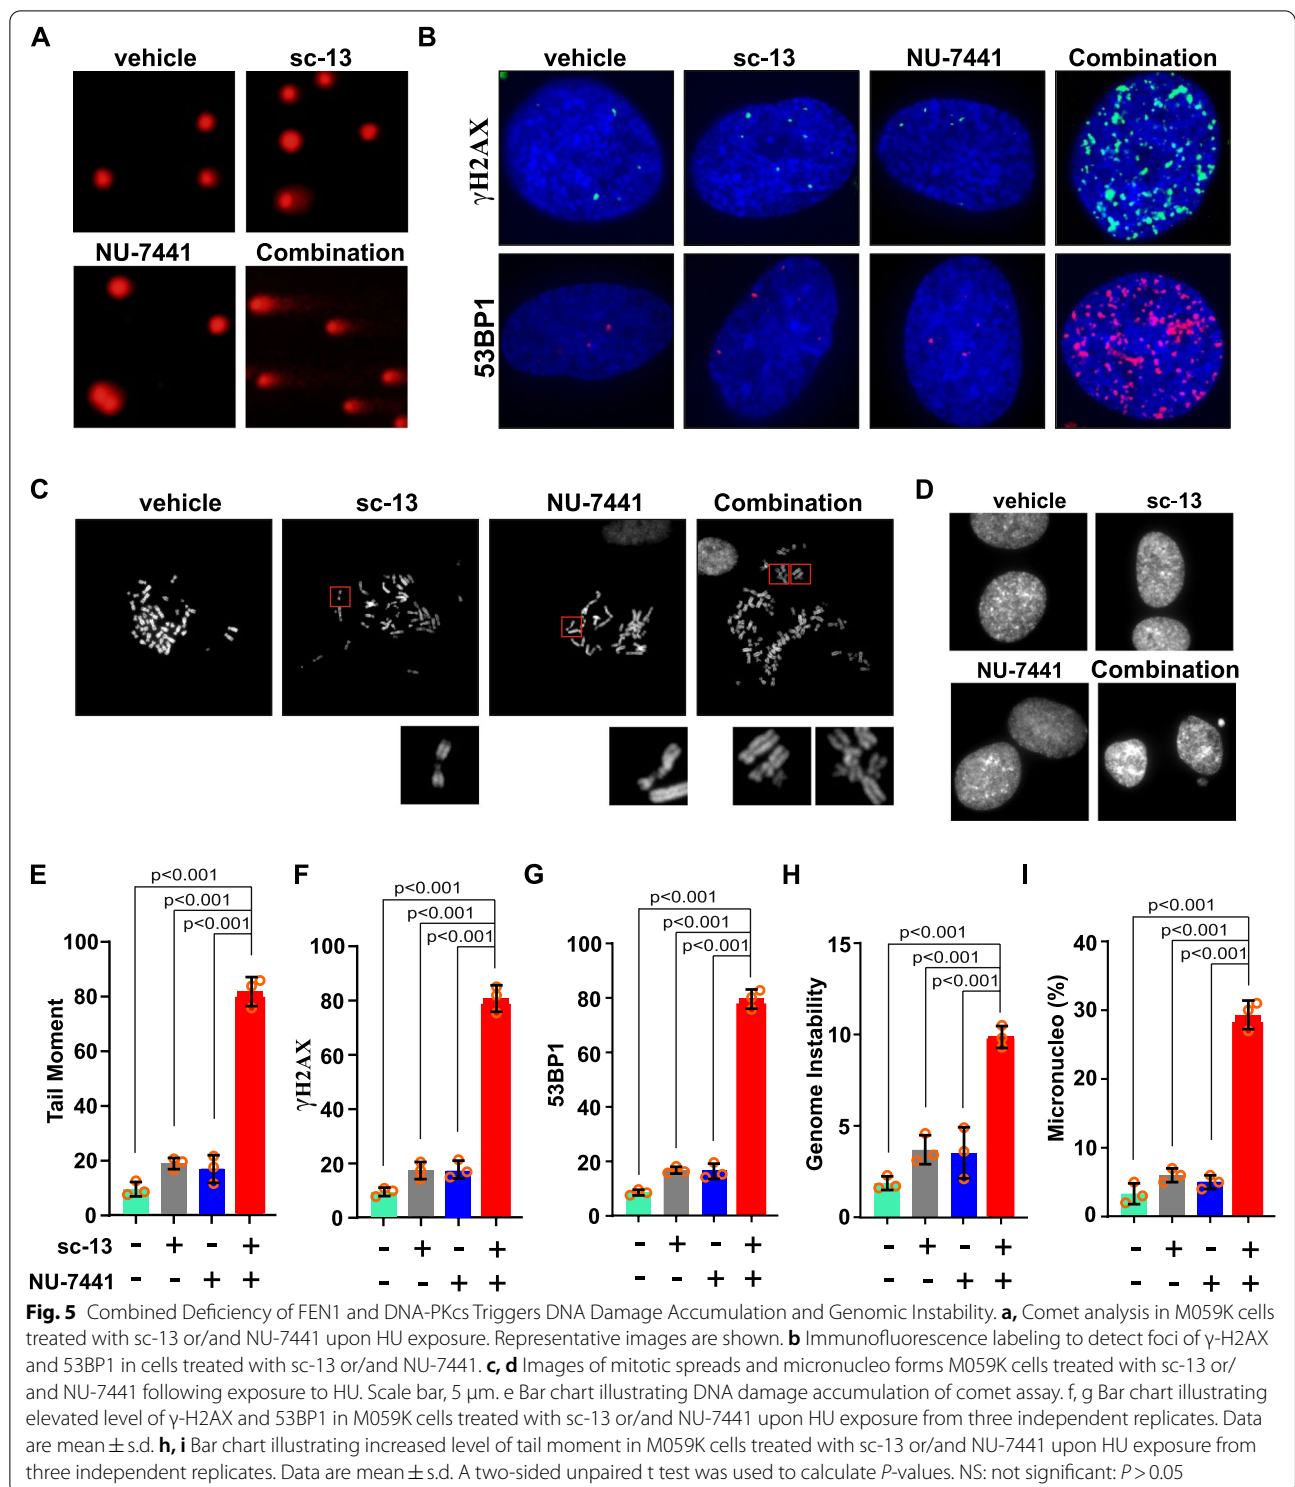 A
vehicle
sc-13
NU-7441
Combination
B
vehicle
sc-13
NU-7441
Combination
γH2AX
53BP1
C
vehicle
sc-13
NU-7441
Combination
D
vehicle
sc-13
NU-7441
Combination
E
p<0.001
p<0.001
p<0.001
Tail Moment
100
80
60
40
20
0
sc-13 - + - +
NU-7441 - - + +
F
p<0.001
p<0.001
p<0.001
γH2AX
100
80
60
40
20
0
- + - +
- - + +
G
p<0.001
p<0.001
p<0.001
53BP1
100
80
60
40
20
0
- + - +
- - + +
H
p<0.001
p<0.001
p<0.001
Genome Instability
15
10
5
0
- + - +
- - + +
I
p<0.001
p<0.001
p<0.001
Micronucleo (%)
40
30
20
10
0
- + - +
- - + +
Fig. 5 Combined Deficiency of FEN1 and DNA-PKcs Triggers DNA Damage Accumulation and Genomic Instability. a, Comet analysis in M059K cells
treated with sc-13 or/and NU-7441 upon HU exposure. Representative images are shown. b Immunofluorescence labeling to detect foci of γ-H2AX
and 53BP1 in cells treated with sc-13 or/and NU-7441. c, d Images of mitotic spreads and micronucleo forms M059K cells treated with sc-13 or/
and NU-7441 following exposure to HU. Scale bar, 5 μm. e Bar chart illustrating DNA damage accumulation of comet assay. f, g Bar chart illustrating
elevated level of γ-H2AX and 53BP1 in M059K cells treated with sc-13 or/and NU-7441 upon HU exposure from three independent replicates. Data
are mean ± s.d. h, i Bar chart illustrating increased level of tail moment in M059K cells treated with sc-13 or/and NU-7441 upon HU exposure from
three independent replicates. Data are mean ± s.d. A two-sided unpaired t test was used to calculate P-values. NS: not significant: P > 0.05